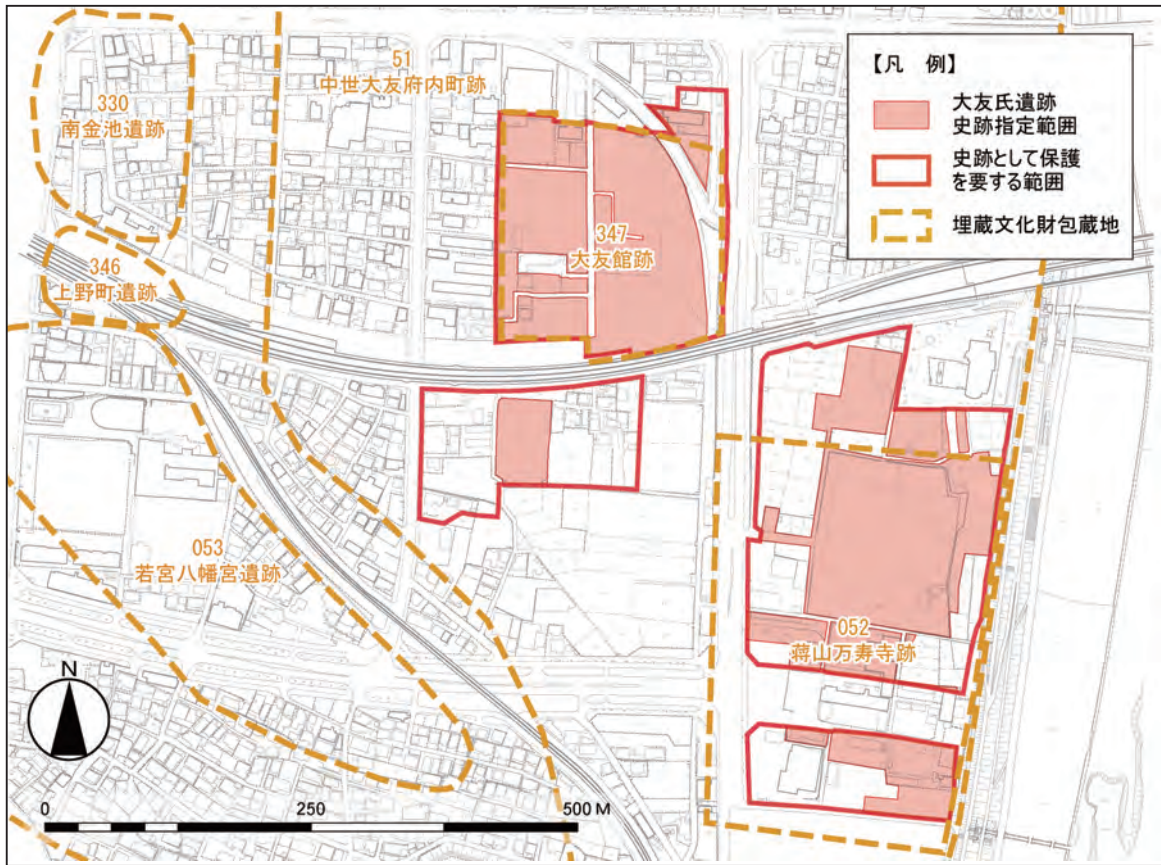 330
南金池遺跡
51
中世大友府内町跡
【凡 例】
大友氏遺跡
史跡指定範囲
史跡として保護
を要する範囲
埋蔵文化財包蔵地
347
大友館跡
346
上野町遺跡
053
若宮八幡宮遺跡
052
蒋山万寿寺跡
N
0 250 500 M